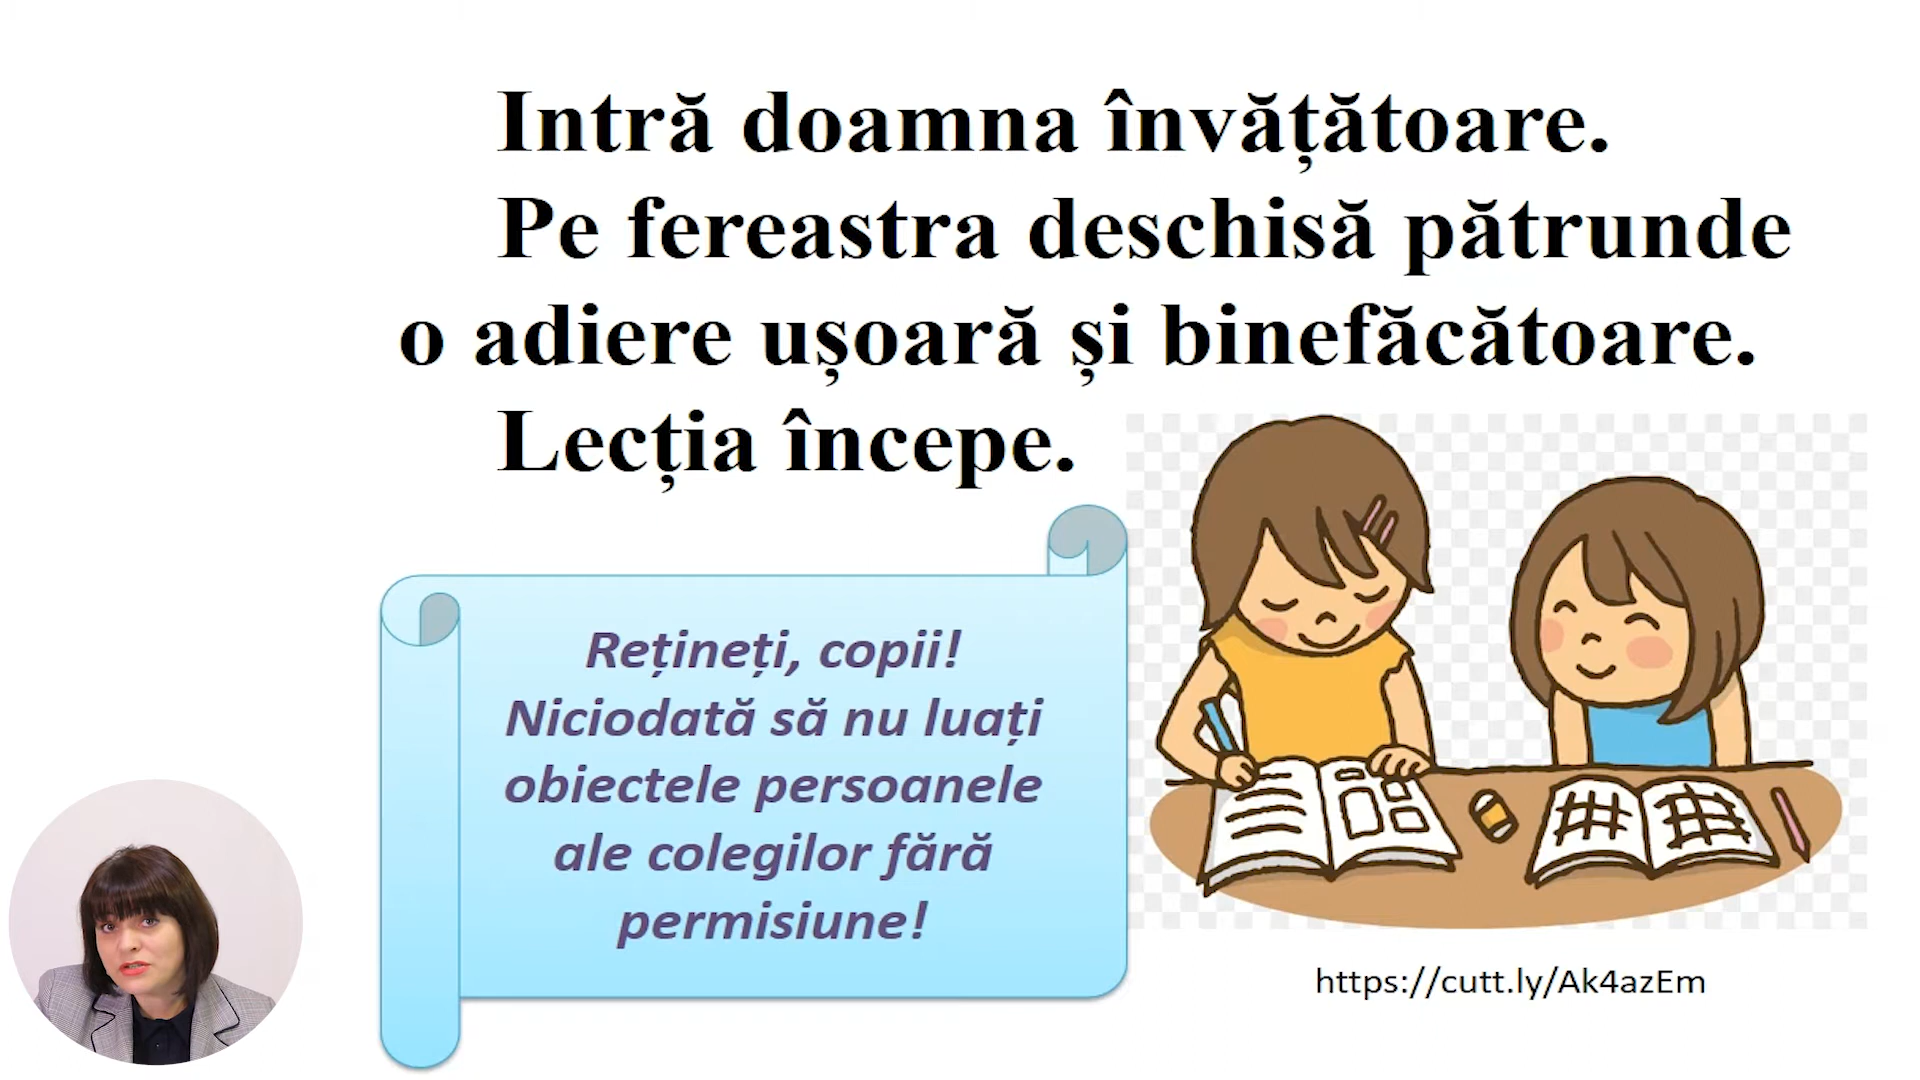 Intră doamna învățătoare.
Pe fereastra deschisă pătrunde
o adiere ușoară și binefăcătoare.
Lecția începe.
Rețineți, copii!
Niciodată să nu luați
obiectele persoanele
ale colegilor fără
permisiune!
https://cutt.ly/Ak4azEm